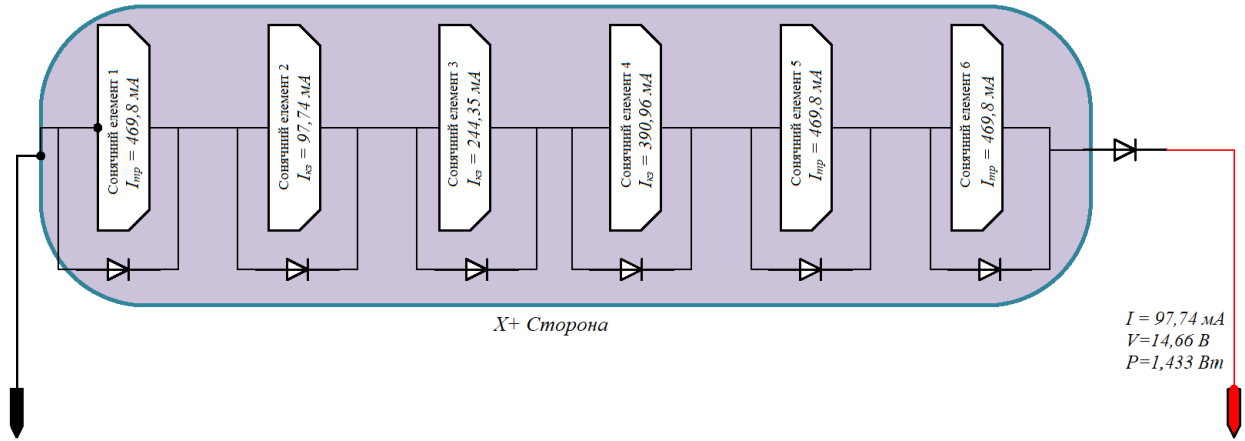 Сонячний елемент 1
Iтр = 469,8 мА
Сонячний елемент 2
Iкз = 97,74 мА
Сонячний елемент 3
Iкз = 244,35 мА
Сонячний елемент 4
Iкз = 390,96 мА
Сонячний елемент 5
Iтр = 469,8 мА
Сонячний елемент 6
Iтр = 469,8 мА
X+ Сторона
I = 97,74 мА
V=14,66 В
P=1,433 Вт